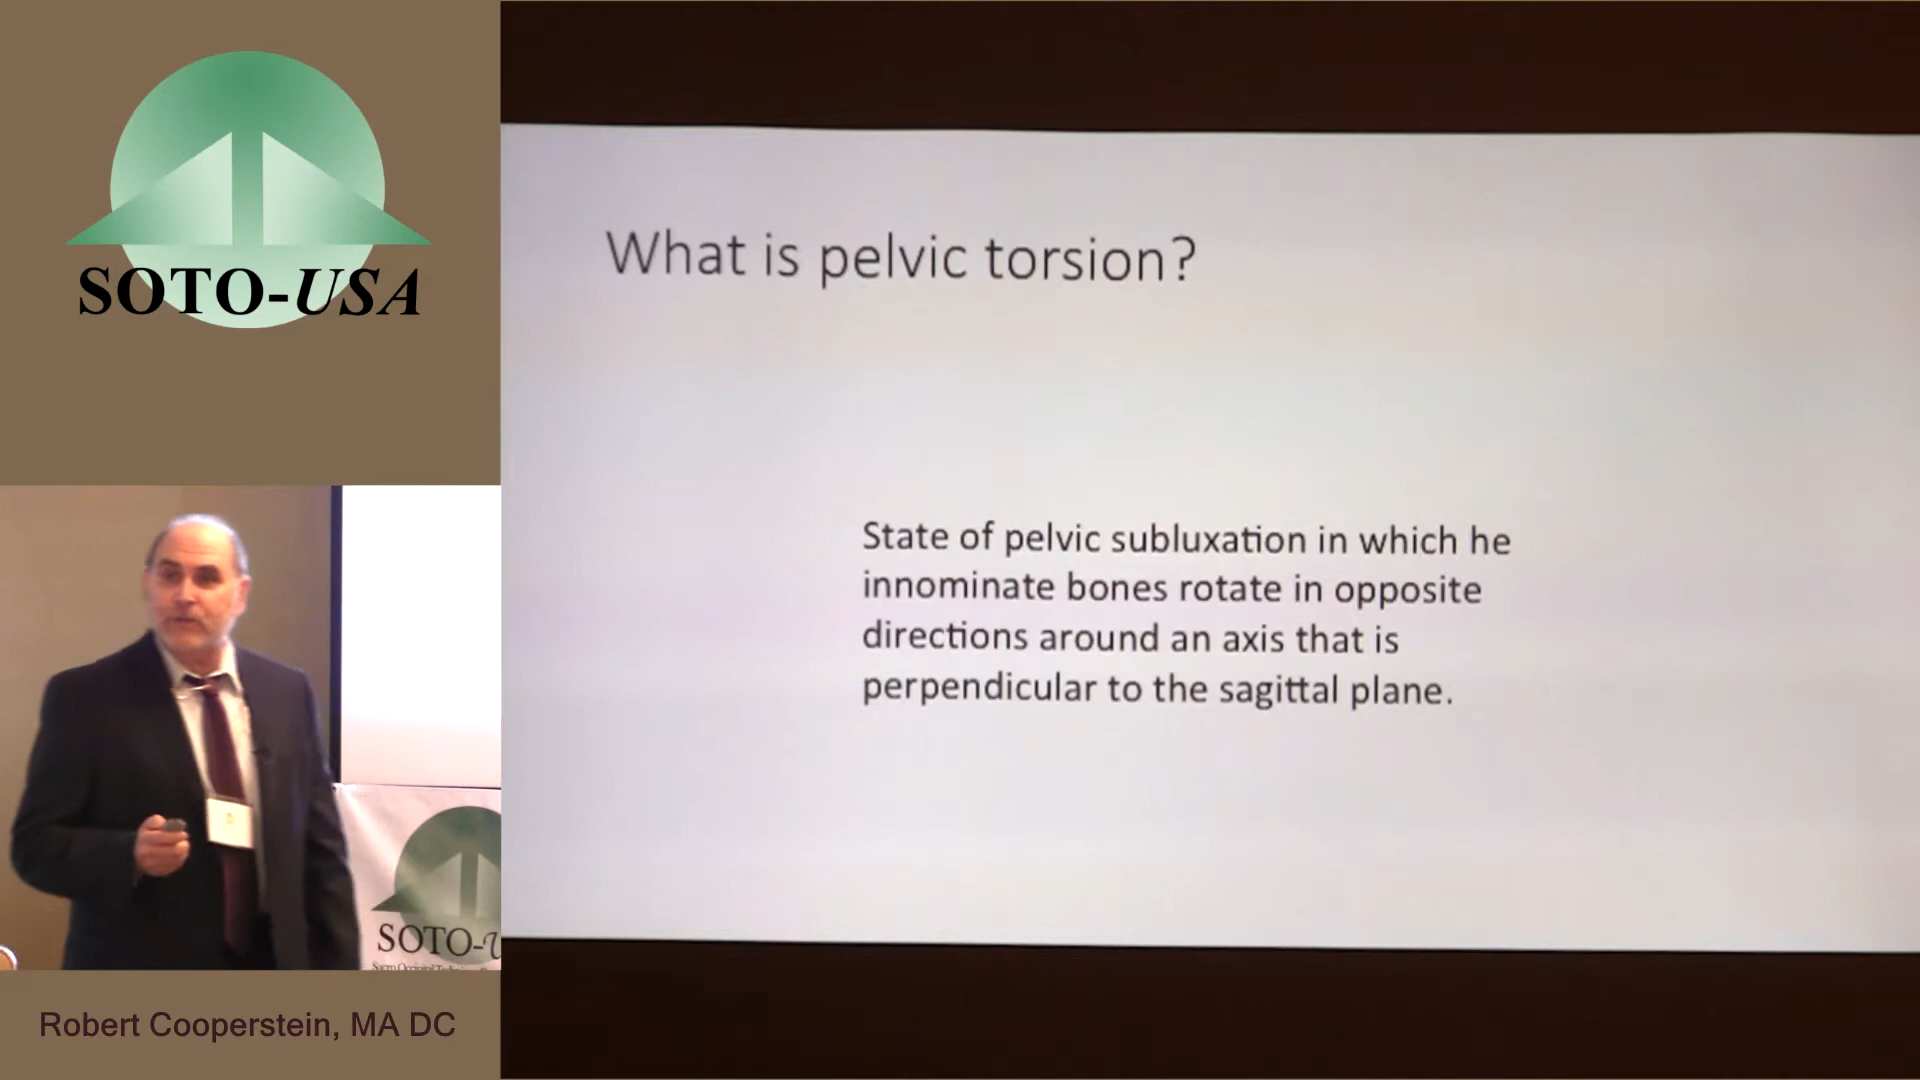 SOTO-USA
What is pelvic torsion?
State of pelvic subluxation in which he
innominate bones rotate in opposite
directions around an axis that is
perpendicular to the sagittal plane.
SOTO-U
Robert Cooperstein, MA DC